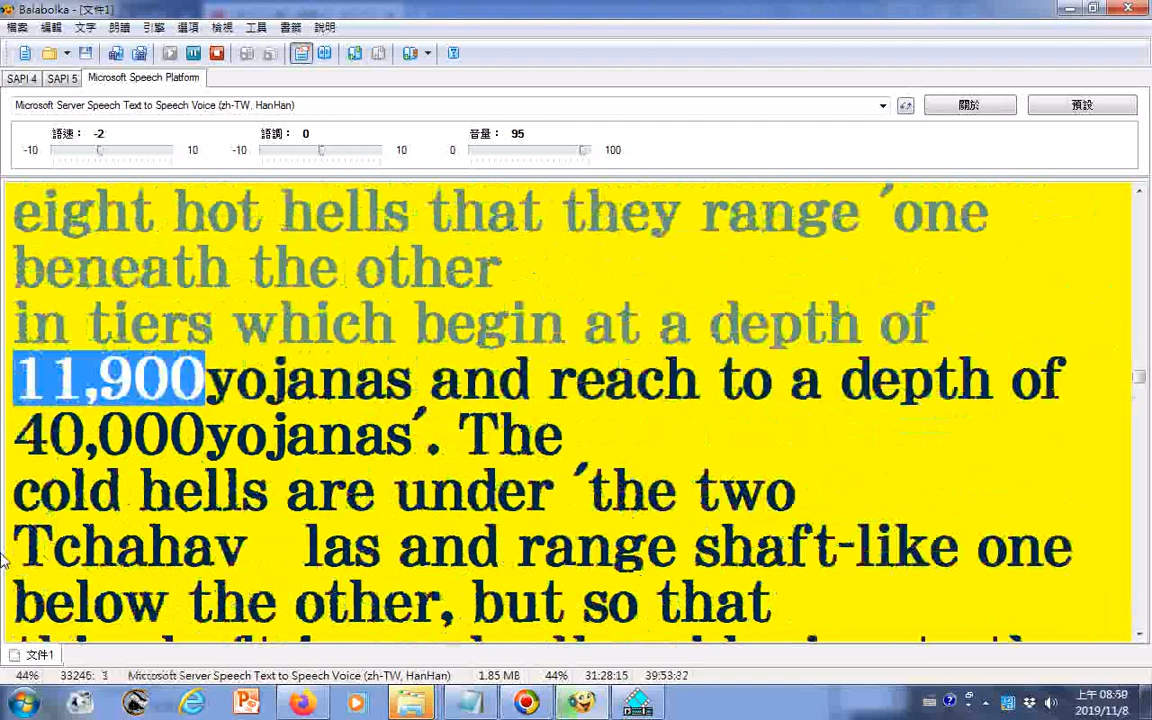 Balabolka - [文件1]
檔案 編輯 文字 朗讀 引擎 選項 檢視 工具 書籤 說明
SAPI 4 SAPI 5 Microsoft Speech Platform
Microsoft Server Speech Text to Speech Voice (zh-TW, HanHan) 關於 預設
語速： -2 語調： 0 音量： 95
-10 10 -10 10 0 100
eight hot hells that they range ′one
beneath the other
in tiers which begin at a depth of
11,900yojanas and reach to a depth of
40,000yojanas′. The
cold hells are under ′the two
Tchahav las and range shaft-like one
below the other, but so that
文件1
44% 33245: Microsoft Server Speech Text to Speech Voice (zh-TW, HanHan) 1.85 MB 44% 31:28:15 39:53:32
上午 08:59
2019/11/8